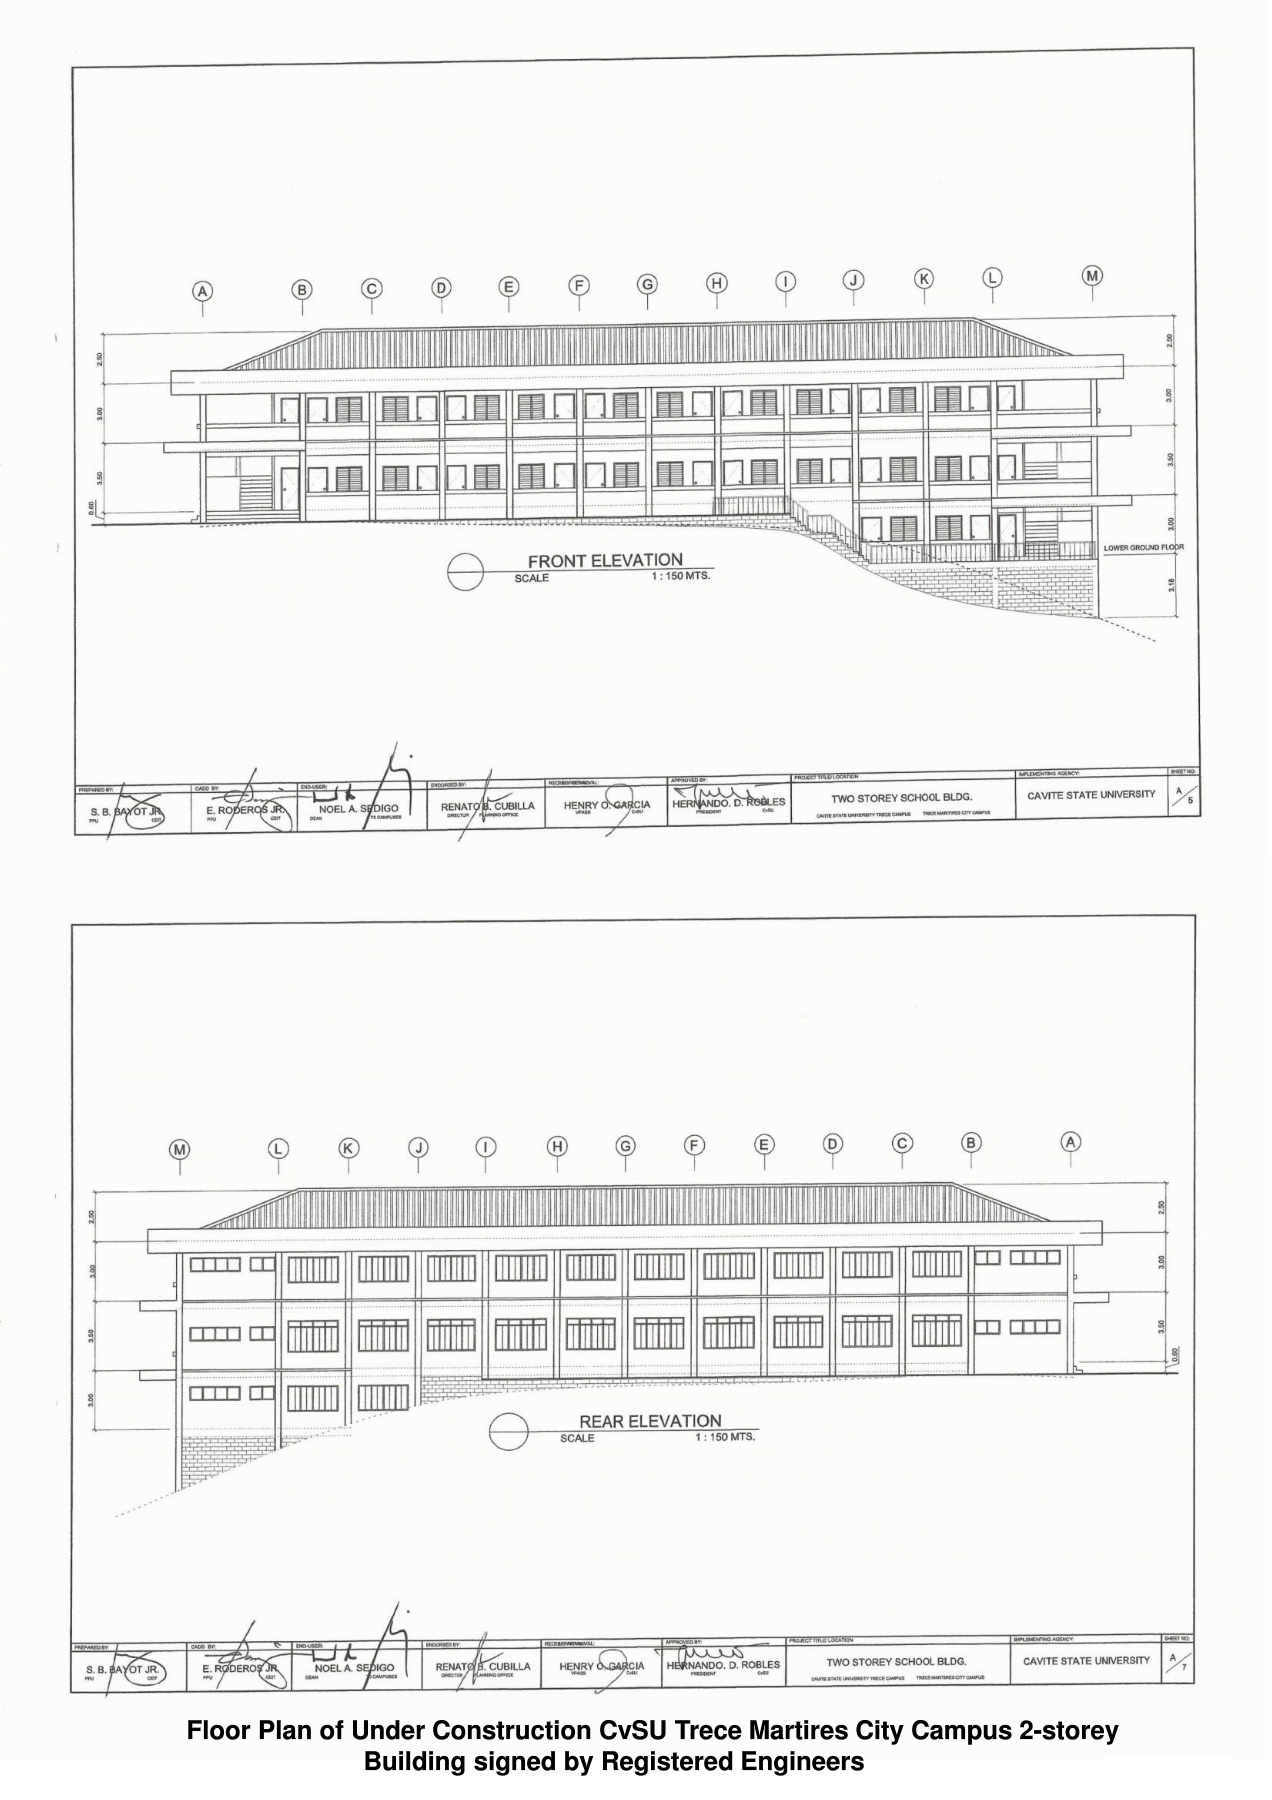 A B C D E F G H I J K L M
2.50
3.00
3.50
0.60
2.50
3.00
3.50
3.00
LOWER GROUND FLOOR
3.18
FRONT ELEVATION
SCALE 1 : 150 MTS.
PREPARED BY: CADD BY: END-USER: ENDORSED BY: APPROVED BY: PROJECT TITLE/LOCATION IMPLEMENTING AGENCY: SHEET NO:
S. B. BAYOT JR. E. RODEROS JR. NOEL A. SEDIGO RENATO B. CUBILLA HENRY O. GARCIA HERNANDO. D. ROBLES TWO STOREY SCHOOL BLDG. CAVITE STATE UNIVERSITY A/5
PPU CEIT PPU CEIT DEAN TS CAMPUSES DIRECTOR PLANNING OFFICE VPASS CvSU PRESIDENT CvSU CAVITE STATE UNIVERSITY TRECE CAMPUS TRECE MARTIRES CITY CAMPUS
M L K J I H G F E D C B A
2.50
3.00
3.50
3.00
2.50
3.00
3.50
0.60
REAR ELEVATION
SCALE 1 : 150 MTS.
PREPARED BY: CADD BY: END-USER: ENDORSED BY: APPROVED BY: PROJECT TITLE/LOCATION IMPLEMENTING AGENCY: SHEET NO:
S. B. BAYOT JR. E. RODEROS JR. NOEL A. SEDIGO RENATO B. CUBILLA HENRY O. GARCIA HERNANDO. D. ROBLES TWO STOREY SCHOOL BLDG. CAVITE STATE UNIVERSITY A/7
PPU CEIT PPU CEIT DEAN TS CAMPUSES DIRECTOR PLANNING OFFICE VPASS CvSU PRESIDENT CvSU CAVITE STATE UNIVERSITY TRECE CAMPUS TRECE MARTIRES CITY CAMPUS
Floor Plan of Under Construction CvSU Trece Martires City Campus 2-storey
Building signed by Registered Engineers